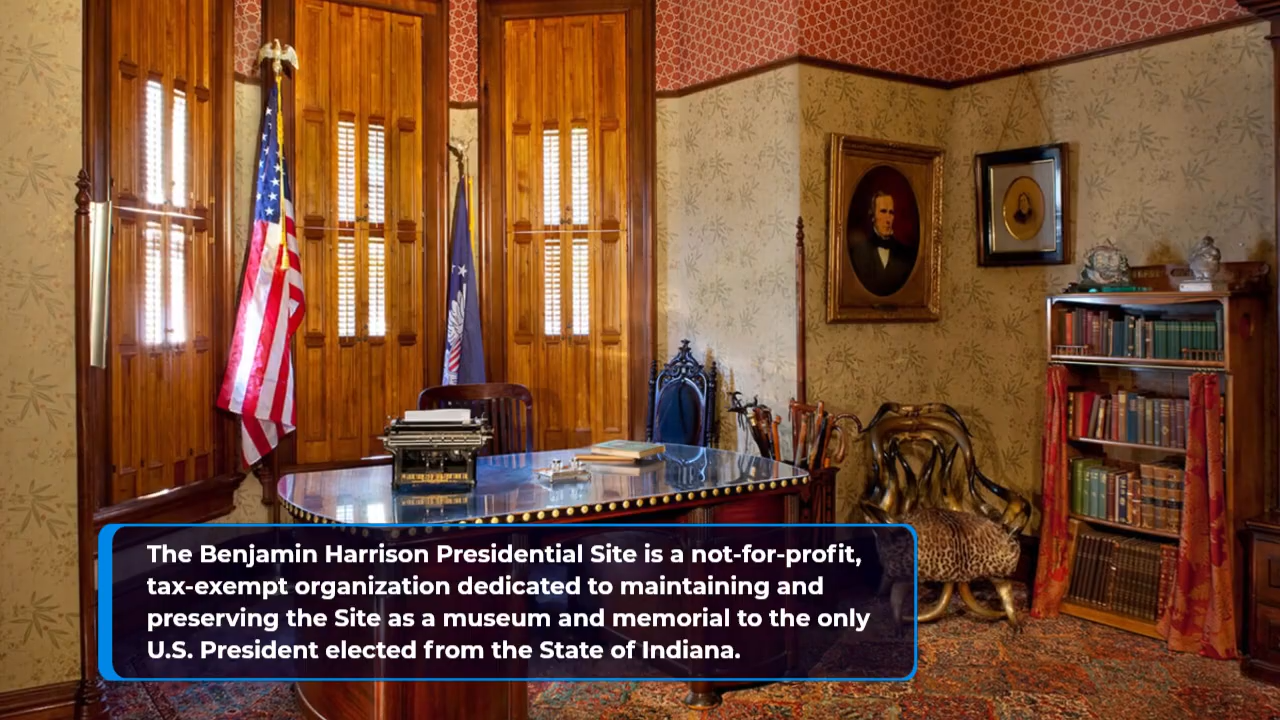 The Benjamin Harrison Presidential Site is a not-for-profit,
tax-exempt organization dedicated to maintaining and
preserving the Site as a museum and memorial to the only
U.S. President elected from the State of Indiana.